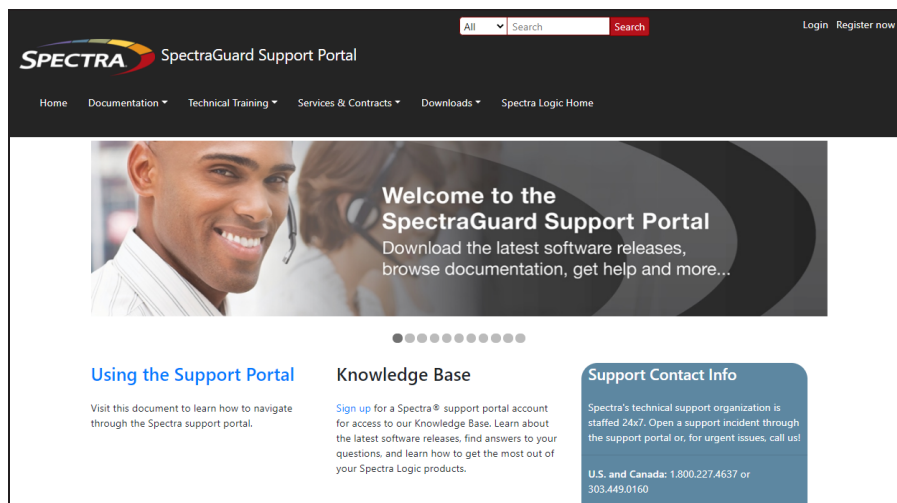 All
Search
Search
Login Register now
SPECTRA
SpectraGuard Support Portal
Home Documentation Technical Training Services & Contracts Downloads Spectra Logic Home
Welcome to the
SpectraGuard Support Portal
Download the latest software releases,
browse documentation, get help and more...
Using the Support Portal
Visit this document to learn how to navigate
through the Spectra support portal.
Knowledge Base
Sign up for a Spectra® support portal account
for access to our Knowledge Base. Learn about
the latest software releases, find answers to your
questions, and learn how to get the most out of
your Spectra Logic products.
Support Contact Info
Spectra's technical support organization is
staffed 24x7. Open a support incident through
the support portal or, for urgent issues, call us!
U.S. and Canada: 1.800.227.4637 or
303.449.0160